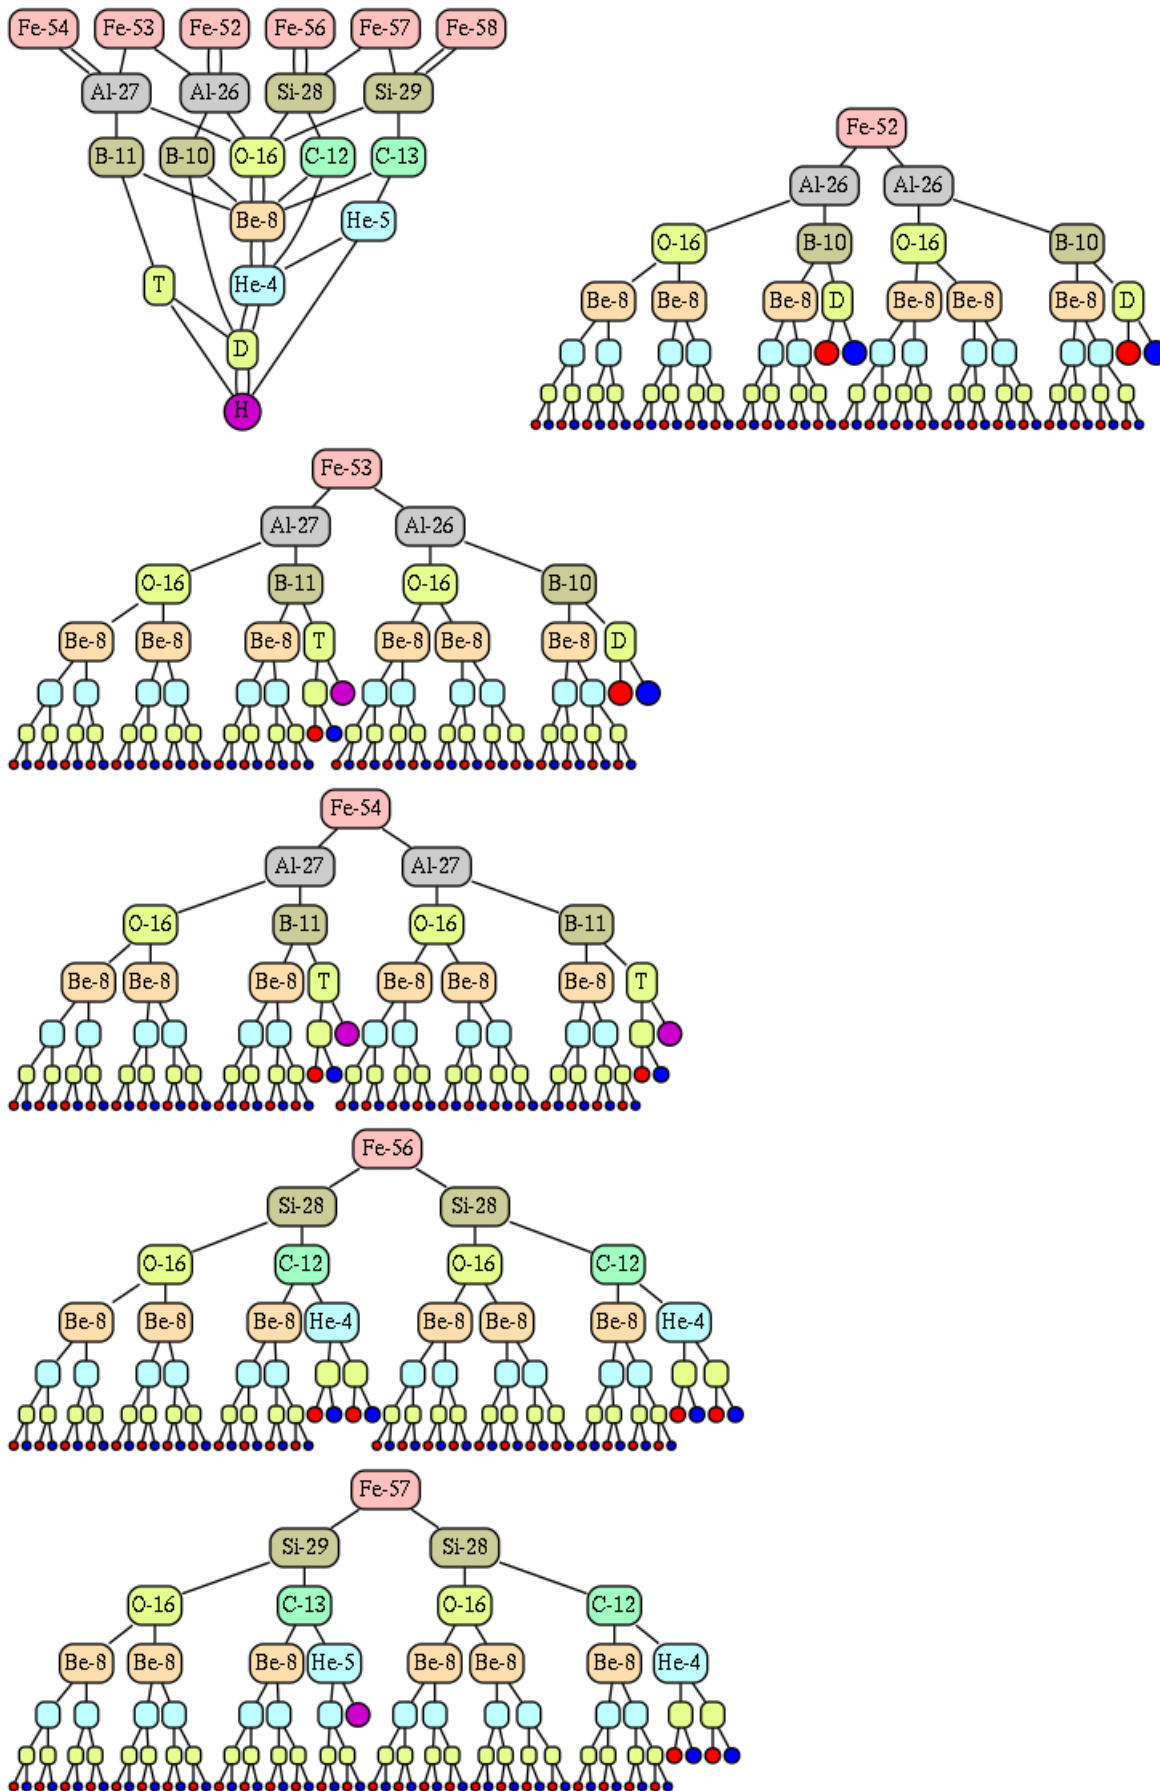 Fe-54 Fe-53 Fe-52 Fe-56 Fe-57 Fe-58
Al-27 Al-26 Si-28 Si-29
B-11 B-10 O-16 C-12 C-13
Be-8 He-5
T He-4
D
H
Fe-52
Al-26 Al-26
O-16 B-10 O-16 B-10
Be-8 Be-8 Be-8 D Be-8 Be-8 Be-8 D
Fe-53
Al-27 Al-26
O-16 B-11 O-16 B-10
Be-8 Be-8 Be-8 T Be-8 Be-8 Be-8 D
Fe-54
Al-27 Al-27
O-16 B-11 O-16 B-11
Be-8 Be-8 Be-8 T Be-8 Be-8 Be-8 T
Fe-56
Si-28 Si-28
O-16 C-12 O-16 C-12
Be-8 Be-8 Be-8 He-4 Be-8 Be-8 Be-8 He-4
Fe-57
Si-29 Si-28
O-16 C-13 O-16 C-12
Be-8 Be-8 Be-8 He-5 Be-8 Be-8 Be-8 He-4